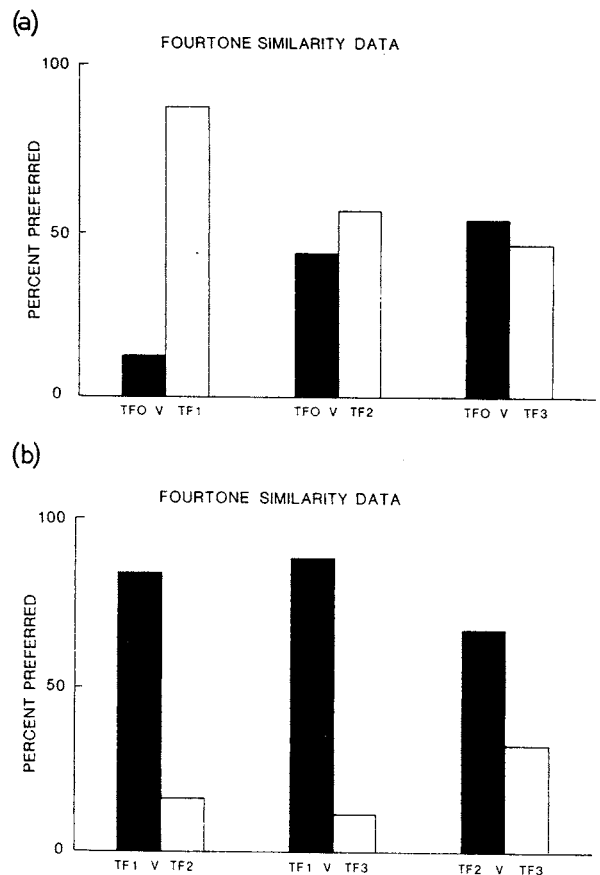 (a)
FOURTONE SIMILARITY DATA
100
50
0
PERCENT PREFERRED
TFO V TF1
TFO V TF2
TFO V TF3
(b)
FOURTONE SIMILARITY DATA
100
50
0
PERCENT PREFERRED
TF1 V TF2
TF1 V TF3
TF2 V TF3